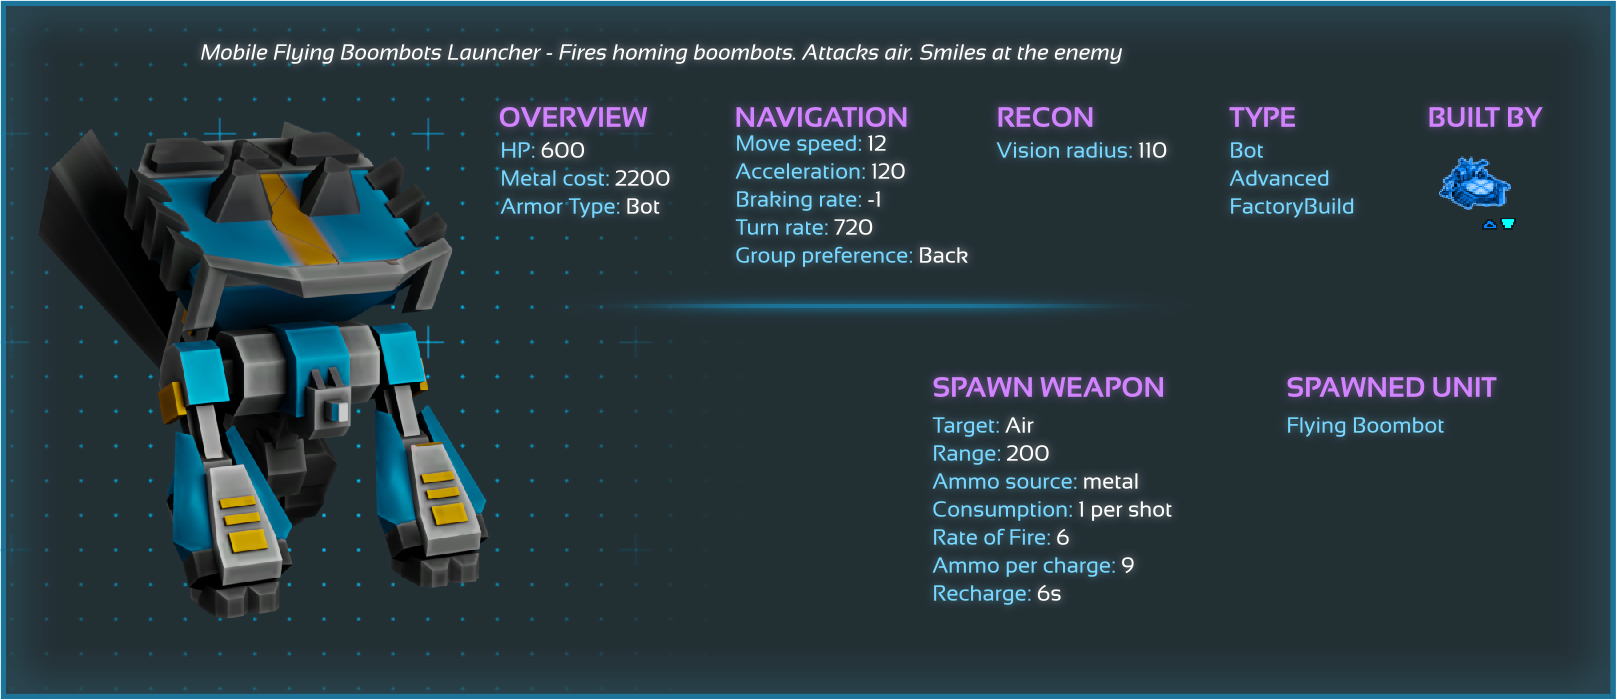 Mobile Flying Boombots Launcher - Fires homing boombots. Attacks air. Smiles at the enemy
OVERVIEW
HP: 600
Metal cost: 2200
Armor Type: Bot
NAVIGATION
Move speed: 12
Acceleration: 120
Braking rate: -1
Turn rate: 720
Group preference: Back
RECON
Vision radius: 110
TYPE
Bot
Advanced
FactoryBuild
BUILT BY
SPAWN WEAPON
Target: Air
Range: 200
Ammo source: metal
Consumption: 1 per shot
Rate of Fire: 6
Ammo per charge: 9
Recharge: 6s
SPAWNED UNIT
Flying Boombot